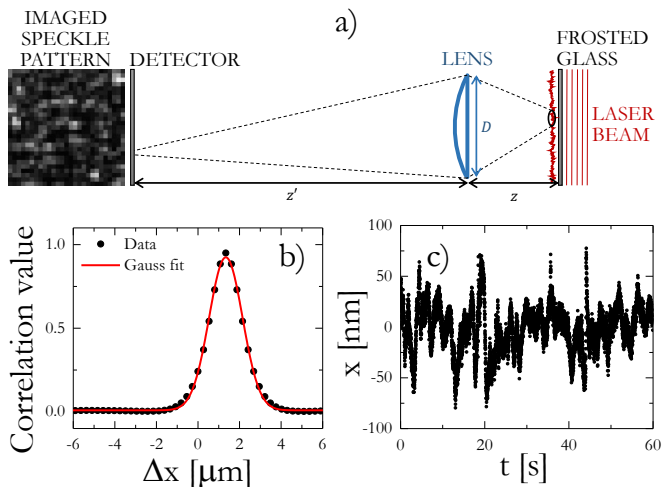 IMAGED
SPECKLE
PATTERN
DETECTOR
a)
LENS
FROSTED
GLASS
LASER
BEAM
D
z'
z
b)
Data
Gauss fit
Correlation value
1.0
0.5
0.0
-6 -4 -2 0 2 4 6
Δx [μm]
c)
x [nm]
100
50
0
-50
-100
0 20 40 60
t [s]